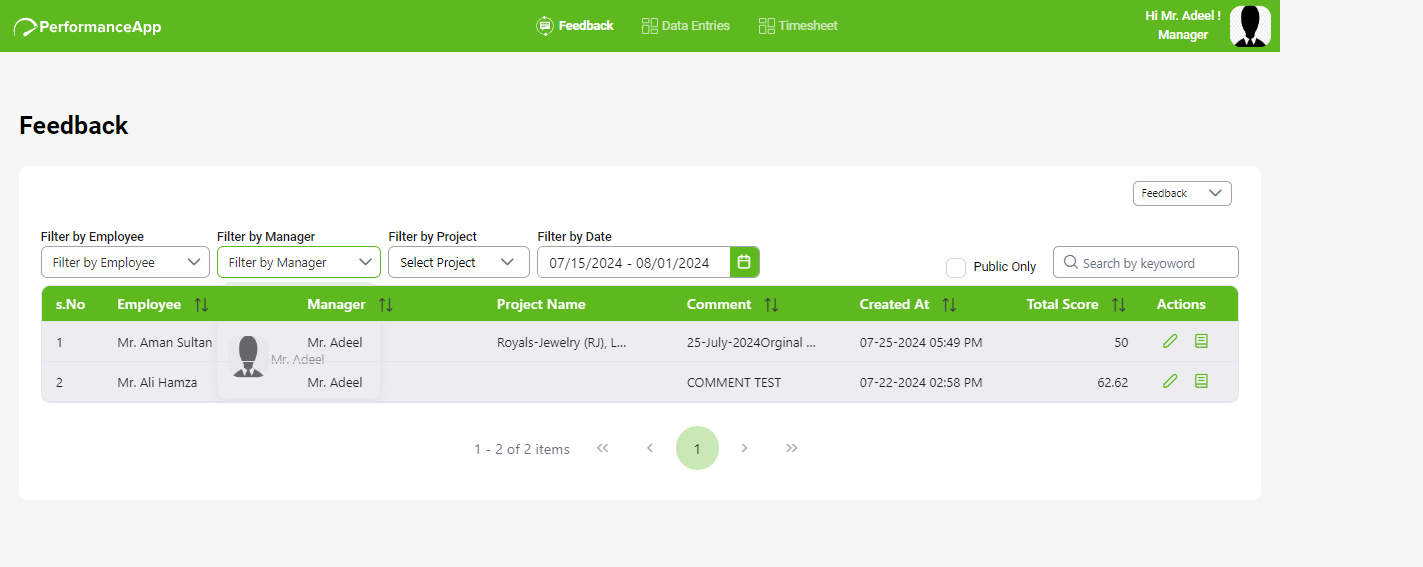 PerformanceApp
Feedback
Data Entries
Timesheet
Hi Mr. Adeel !
Manager
Feedback
Feedback
Filter by Employee
Filter by Manager
Filter by Project
Filter by Date
Filter by Employee
Filter by Manager
Select Project
07/15/2024 - 08/01/2024
Public Only
Search by keyoword
s.No Employee Manager Project Name Comment Created At Total Score Actions
1 Mr. Aman Sultan Mr. Adeel Royals-Jewelry (RJ), L... 25-July-2024Orginal ... 07-25-2024 05:49 PM 50
Mr. Adeel
2 Mr. Ali Hamza Mr. Adeel COMMENT TEST 07-22-2024 02:58 PM 62.62
1 - 2 of 2 items
1